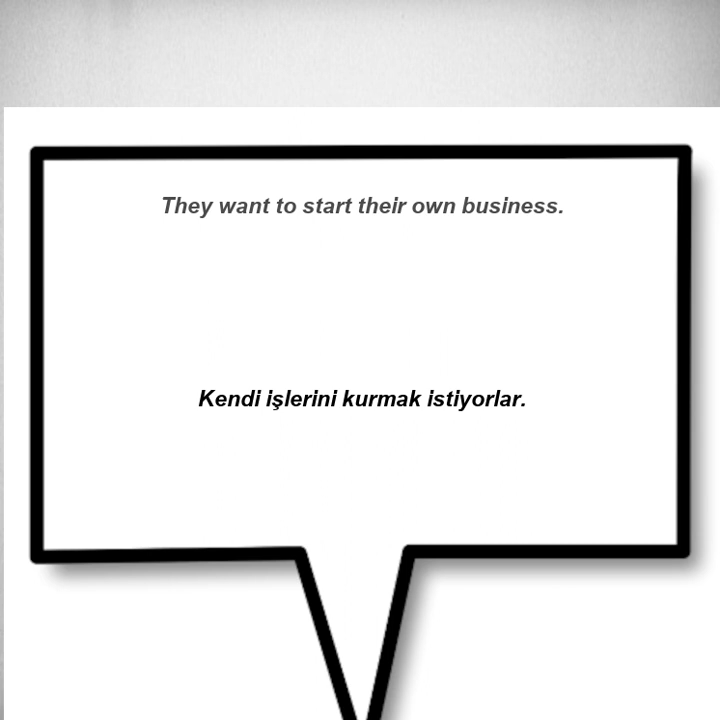 They want to start their own business.
Kendi işlerini kurmak istiyorlar.